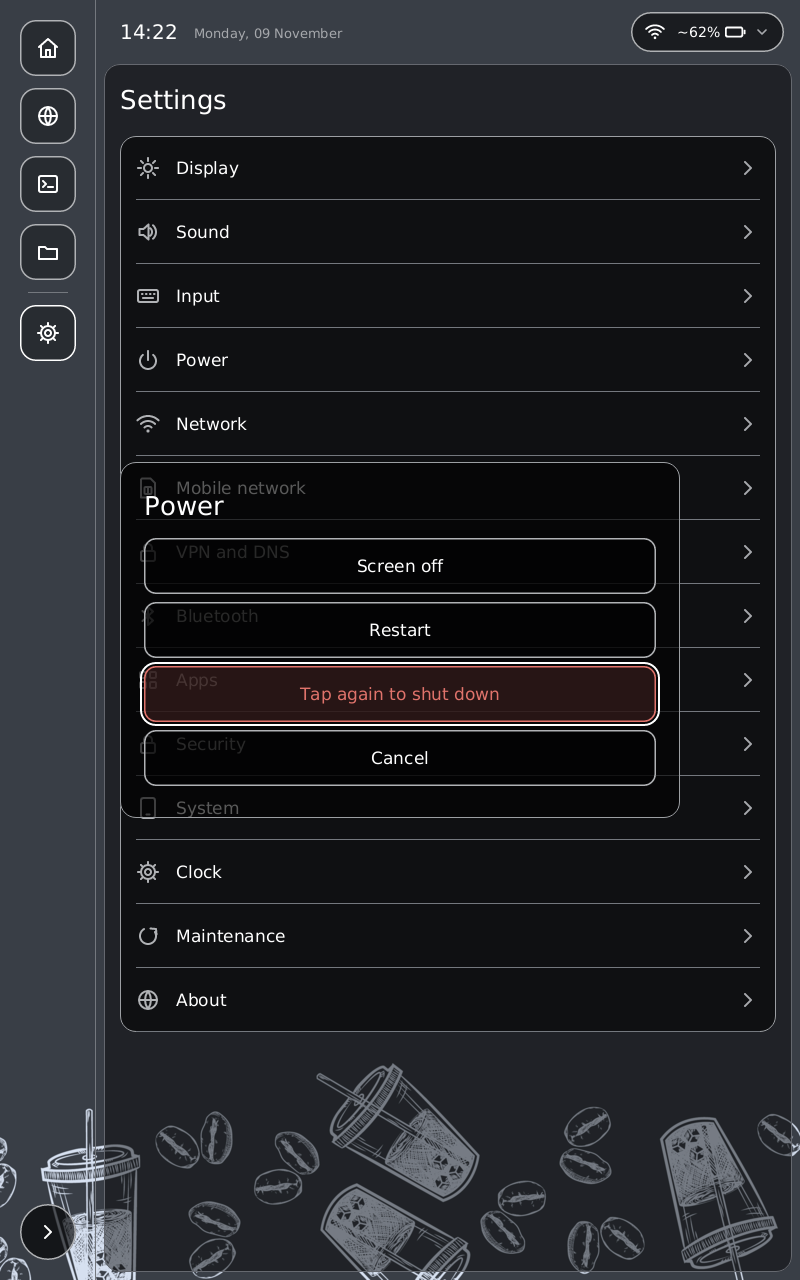 14:22 Monday, 09 November ~62%
Settings
Display
Sound
Input
Power
Network
Mobile network
Power
VPN and DNS
Screen off
Bluetooth
Restart
Apps
Tap again to shut down
Security
Cancel
System
Clock
Maintenance
About